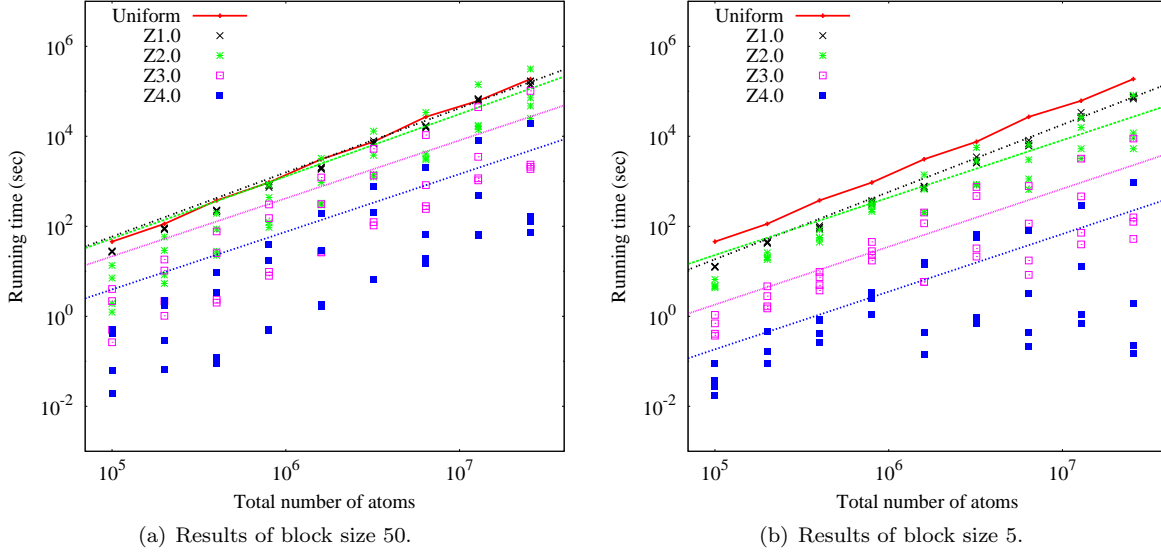 Uniform
Z1.0
Z2.0
Z3.0
Z4.0
10^6
10^4
10^2
10^0
10^-2
Running time (sec)
10^5
10^6
10^7
Total number of atoms
(a) Results of block size 50.
Uniform
Z1.0
Z2.0
Z3.0
Z4.0
10^6
10^4
10^2
10^0
10^-2
Running time (sec)
10^5
10^6
10^7
Total number of atoms
(b) Results of block size 5.